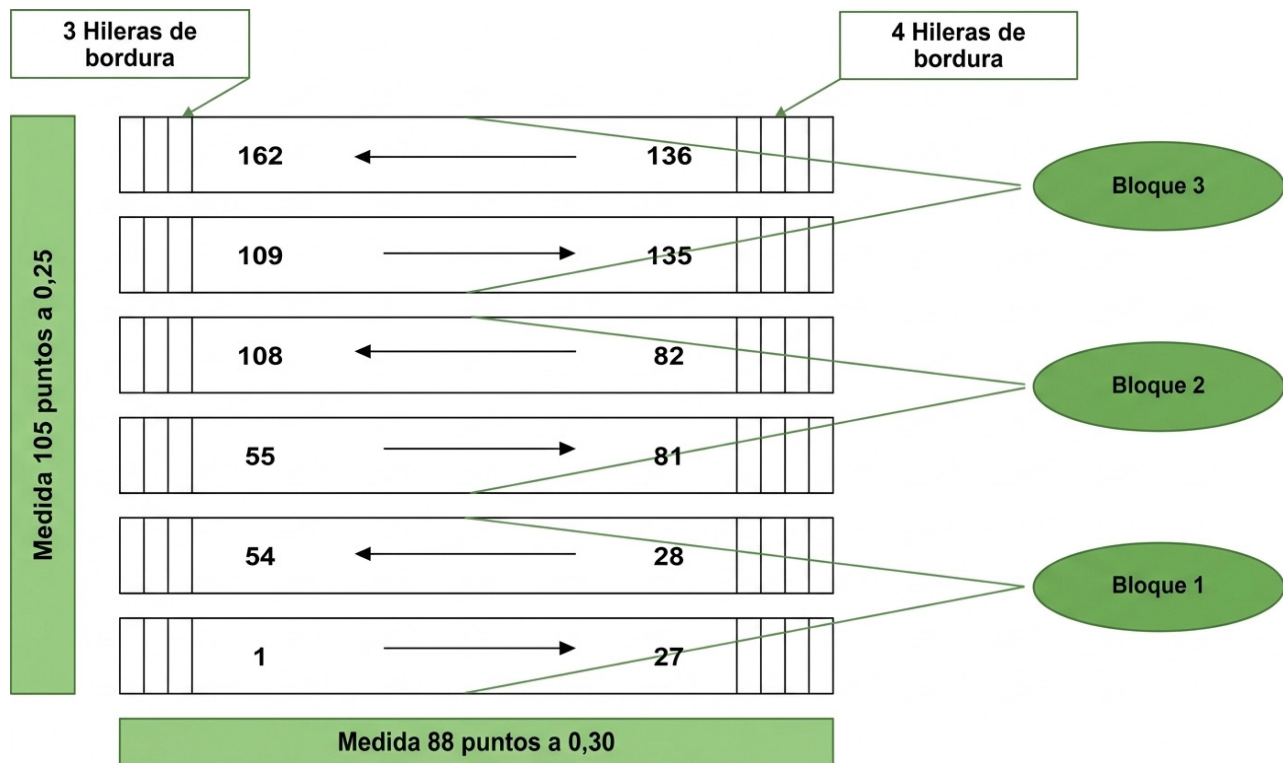 3 Hileras de
bordura
4 Hileras de
bordura
162
136
Bloque 3
109
135
108
82
Bloque 2
55
81
54
28
Bloque 1
1
27
Medida 105 puntos a 0,25
Medida 88 puntos a 0,30